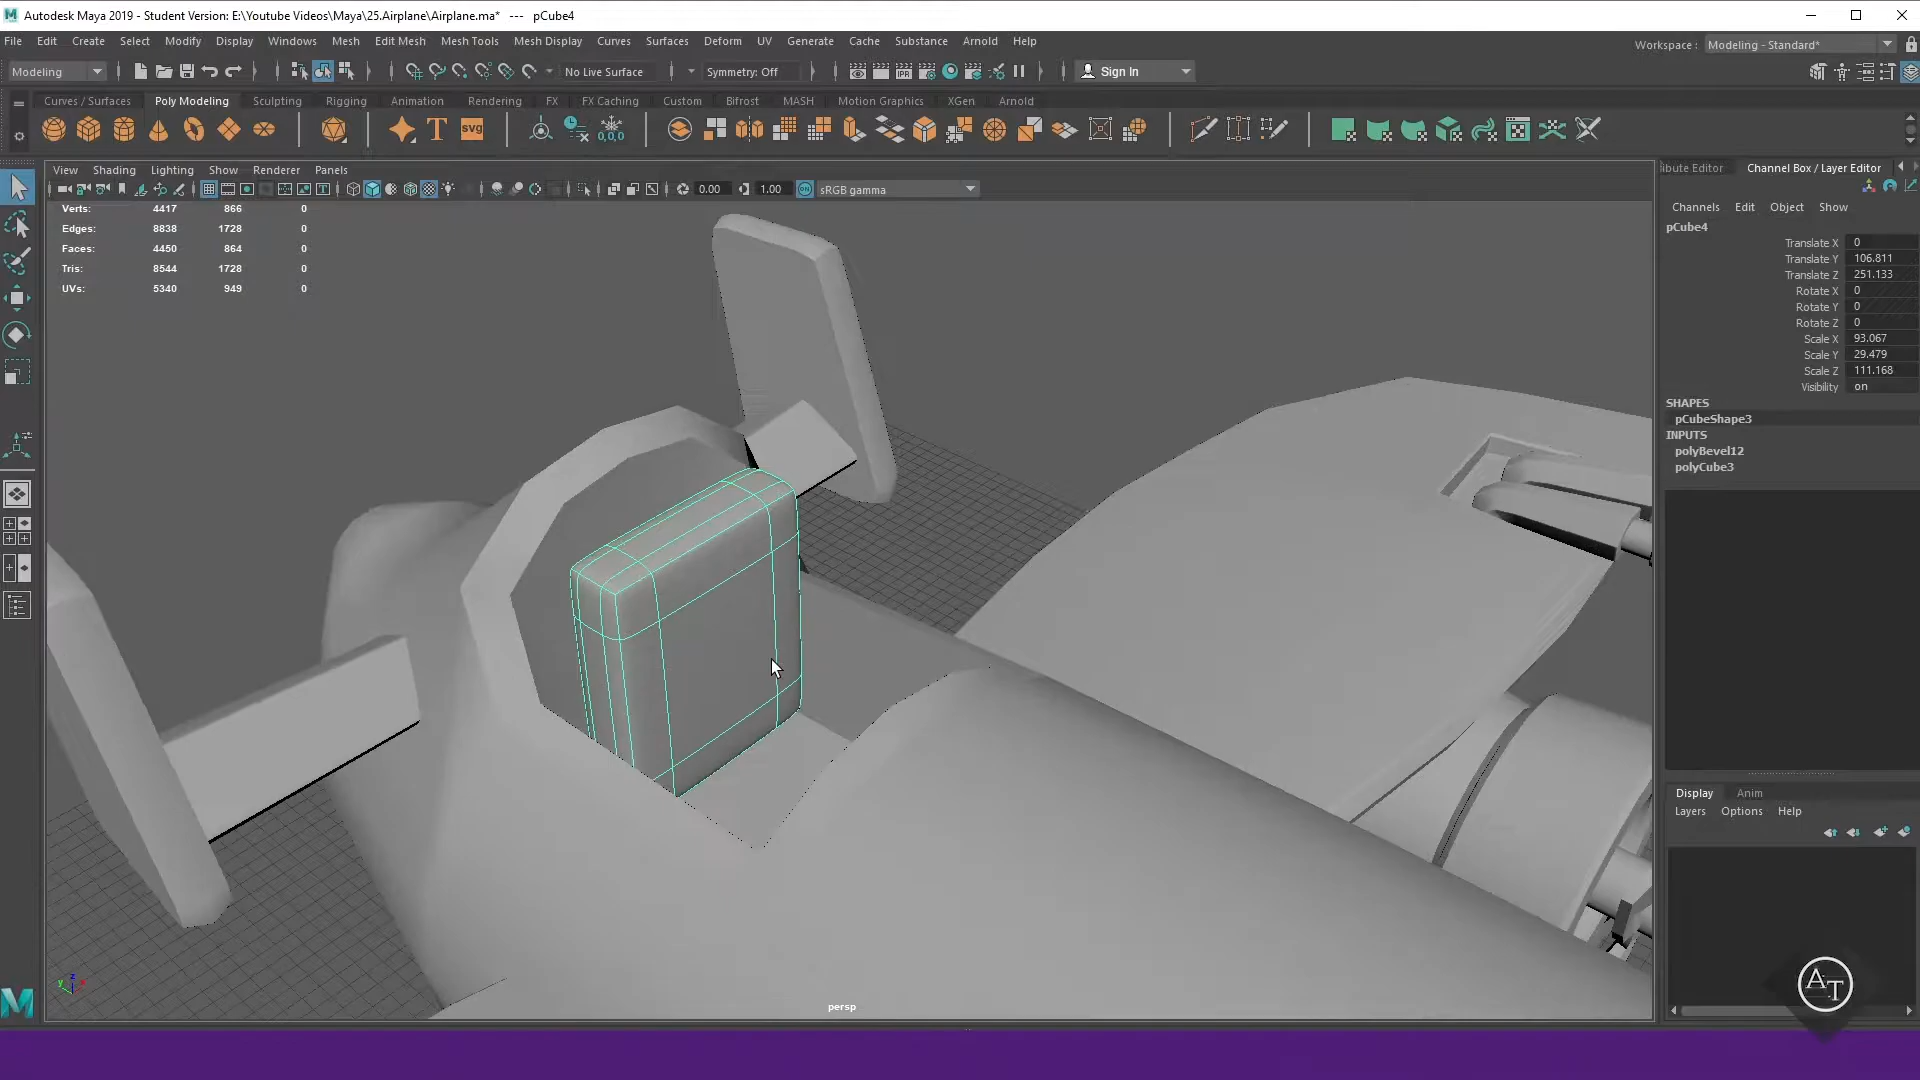 Autodesk Maya 2019 - Student Version: E:\Youtube Videos\Maya\25.Airplane\Airplane.ma* --- pCube4
File Edit Create Select Modify Display Windows Mesh Edit Mesh Mesh Tools Mesh Display Curves Surfaces Deform UV Generate Cache Substance Arnold Help
Workspace : Modeling - Standard*
Modeling No Live Surface Symmetry: Off Sign In
Curves / Surfaces Poly Modeling Sculpting Rigging Animation Rendering FX FX Caching Custom Bifrost MASH Motion Graphics XGen Arnold
T svg 0,0,0
View Shading Lighting Show Renderer Panels
0.00 1.00 ON sRGB gamma
ibute Editor Channel Box / Layer Editor
Channels Edit Object Show
Verts: 4417 866 0
Edges: 8838 1728 0
Faces: 4450 864 0
Tris: 8544 1728 0
UVs: 5340 949 0
pCube4
Translate X 0
Translate Y 106.811
Translate Z 251.133
Rotate X 0
Rotate Y 0
Rotate Z 0
Scale X 93.067
Scale Y 29.479
Scale Z 111.168
Visibility on
SHAPES
pCubeShape3
INPUTS
polyBevel12
polyCube3
Display Anim
Layers Options Help
persp
AT